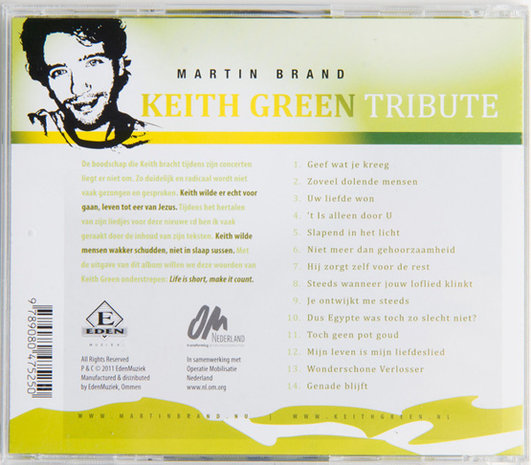 MARTIN BRAND
KEITH GREEN TRIBUTE
De boodschap die Keith bracht tijdens zijn concerten
liegt er niet om. Zo duidelijk en radicaal wordt niet
vaak gezongen en gesproken. Keith wilde er echt voor
gaan, leven tot eer van Jezus. Tijdens het hertalen
van zijn liedjes voor deze nieuwe cd ben ik vaak
geraakt door de inhoud van zijn teksten. Keith wilde
mensen wakker schudden, niet in slaap sussen. Met
de uitgave van dit album willen we deze woorden van
Keith Green onderstrepen: Life is short, make it count.
1. Geef wat je kreeg
2. Zoveel dolende mensen
3. Uw liefde won
4. 't Is alleen door U
5. Slapend in het licht
6. Niet meer dan gehoorzaamheid
7. Hij zorgt zelf voor de rest
8. Steeds wanneer jouw loflied klinkt
9. Je ontwijkt me steeds
10. Dus Egypte was toch zo slecht niet?
11. Toch geen pot goud
12. Mijn leven is mijn liefdeslied
13. Wonderschone Verlosser
14. Genade blijft
9 789080 475250
E
EDEN
MUZIEK
All Rights Reserved
P & C © 2011 EdenMuziek
Manufactured & distributed
by EdenMuziek, Ommen
OM
NEDERLAND
In samenwerking met
Operatie Mobilisatie
Nederland
www.nl.om.org
WWW.MARTINBRAND.NU / WWW.KEITHGREEN.NL